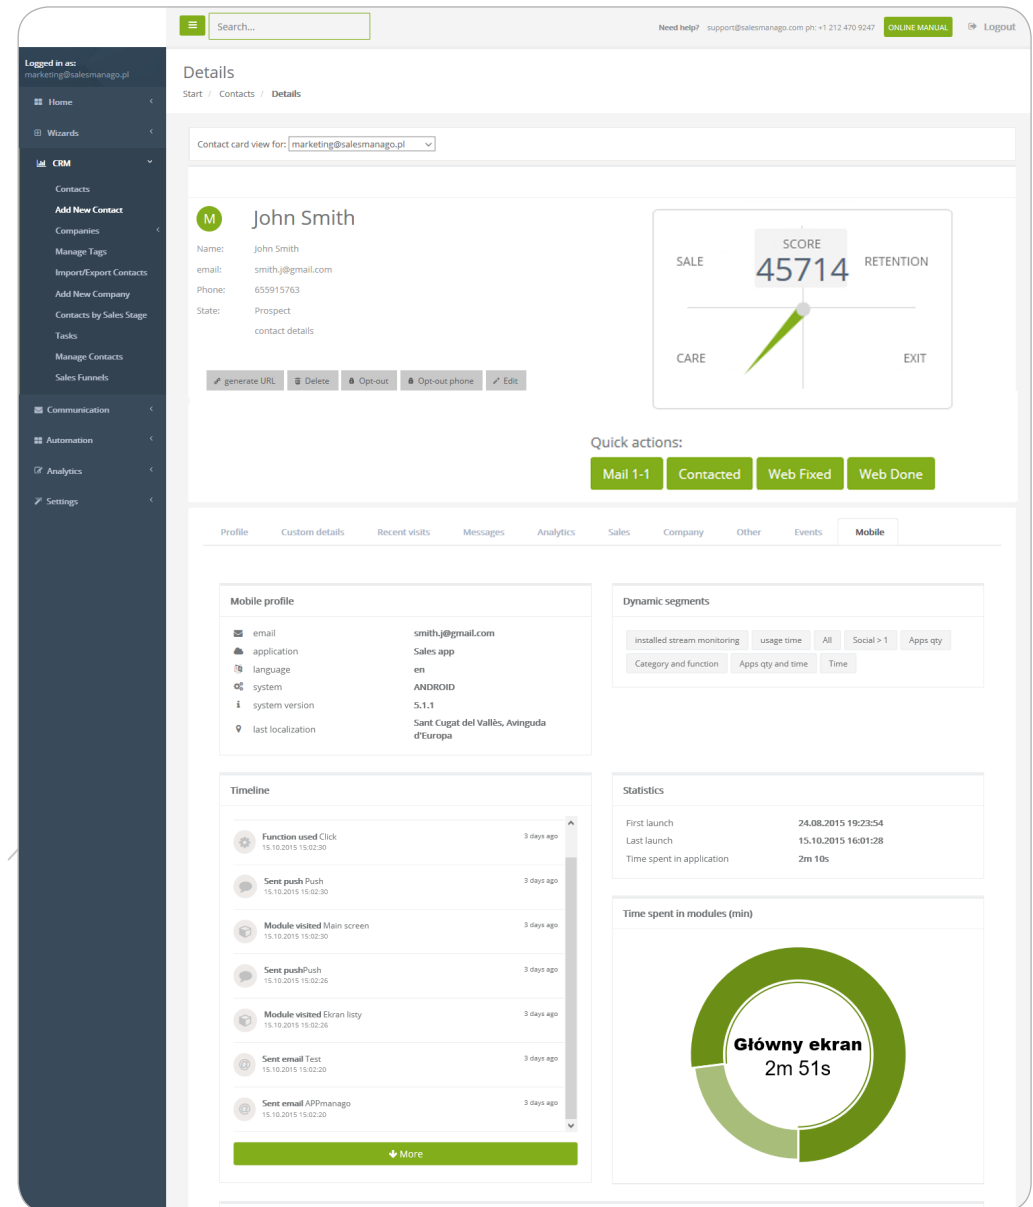 Search...
Need help? support@salesmanago.com ph: +1 212 470 9247 ONLINE MANUAL Logout
Logged in as:
marketing@salesmanago.pl
Home
Wizards
CRM
Contacts
Add New Contact
Companies
Manage Tags
Import/Export Contacts
Add New Company
Contacts by Sales Stage
Tasks
Manage Contacts
Sales Funnels
Communication
Automation
Analytics
Settings
Details
Start / Contacts / Details
Contact card view for: marketing@salesmanago.pl
M John Smith
Name: John Smith
email: smith.j@gmail.com
Phone: 655915763
State: Prospect
contact details
generate URL Delete Opt-out Opt-out phone Edit
SCORE
45714
SALE RETENTION
CARE EXIT
Quick actions:
Mail 1-1 Contacted Web Fixed Web Done
Profile Custom details Recent visits Messages Analytics Sales Company Other Events Mobile
Mobile profile
email smith.j@gmail.com
application Sales app
language en
system ANDROID
system version 5.1.1
last localization Sant Cugat del Vallès, Avinguda
d'Europa
Dynamic segments
installed stream monitoring usage time All Social > 1 Apps qty
Category and function Apps qty and time Time
Timeline
Function used Click 3 days ago
15.10.2015 15:02:30
Sent push Push 3 days ago
15.10.2015 15:02:30
Module visited Main screen 3 days ago
15.10.2015 15:02:30
Sent pushPush 3 days ago
15.10.2015 15:02:26
Module visited Ekran listy 3 days ago
15.10.2015 15:02:26
Sent email Test 3 days ago
15.10.2015 15:02:20
Sent email APPmanago 3 days ago
15.10.2015 15:02:20
More
Statistics
First launch 24.08.2015 19:23:54
Last launch 15.10.2015 16:01:28
Time spent in application 2m 10s
Time spent in modules (min)
Główny ekran
2m 51s